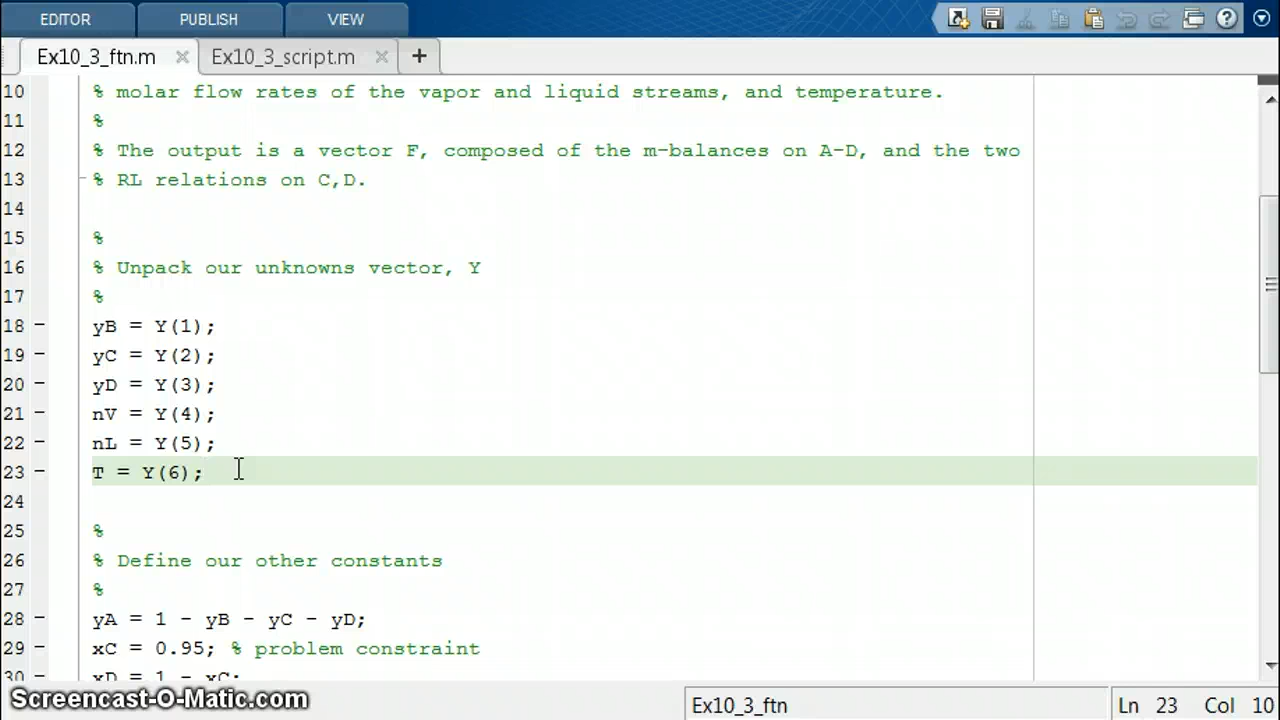 EDITOR PUBLISH VIEW
Ex10_3_ftn.m Ex10_3_script.m
10 % molar flow rates of the vapor and liquid streams, and temperature.
11 %
12 % The output is a vector F, composed of the m-balances on A-D, and the two
13 % RL relations on C,D.
14
15 %
16 % Unpack our unknowns vector, Y
17 %
18 yB = Y(1);
19 yC = Y(2);
20 yD = Y(3);
21 nV = Y(4);
22 nL = Y(5);
23 T = Y(6);
24
25 %
26 % Define our other constants
27 %
28 yA = 1 - yB - yC - yD;
29 xC = 0.95; % problem constraint
30 xD = 1 - xC;
Screencast-O-Matic.com
Ex10_3_ftn Ln 23 Col 10